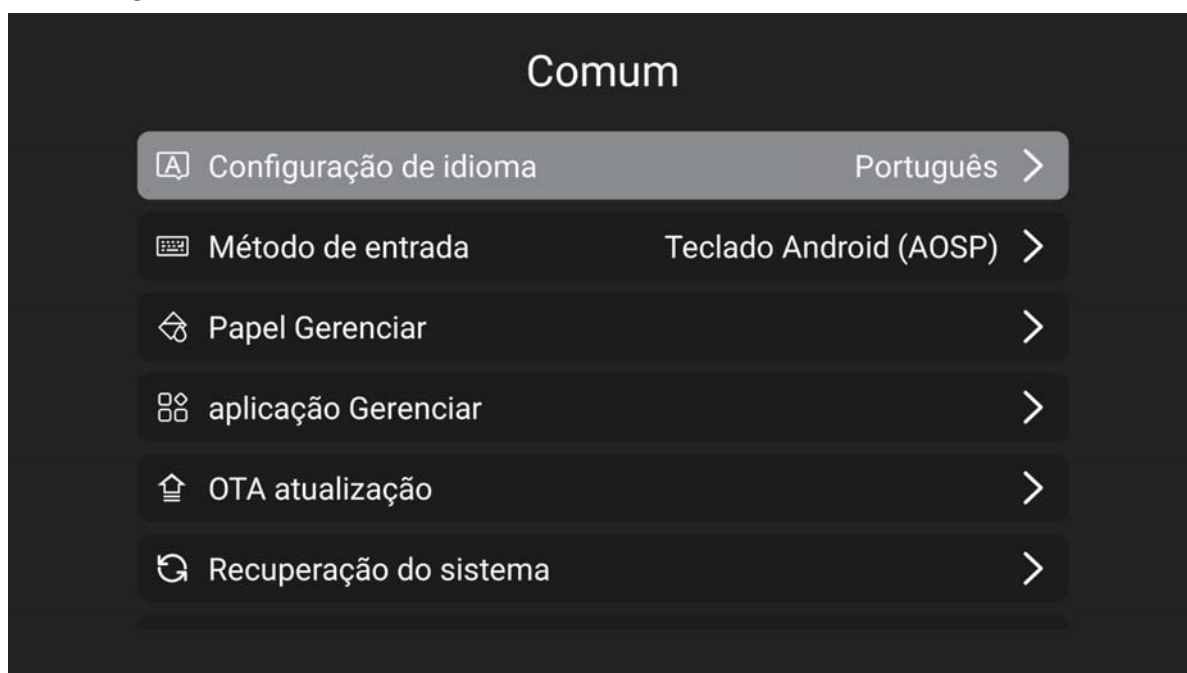 Comum
Configuração de idioma Português
Método de entrada Teclado Android (AOSP)
Papel Gerenciar
aplicação Gerenciar
OTA atualização
Recuperação do sistema